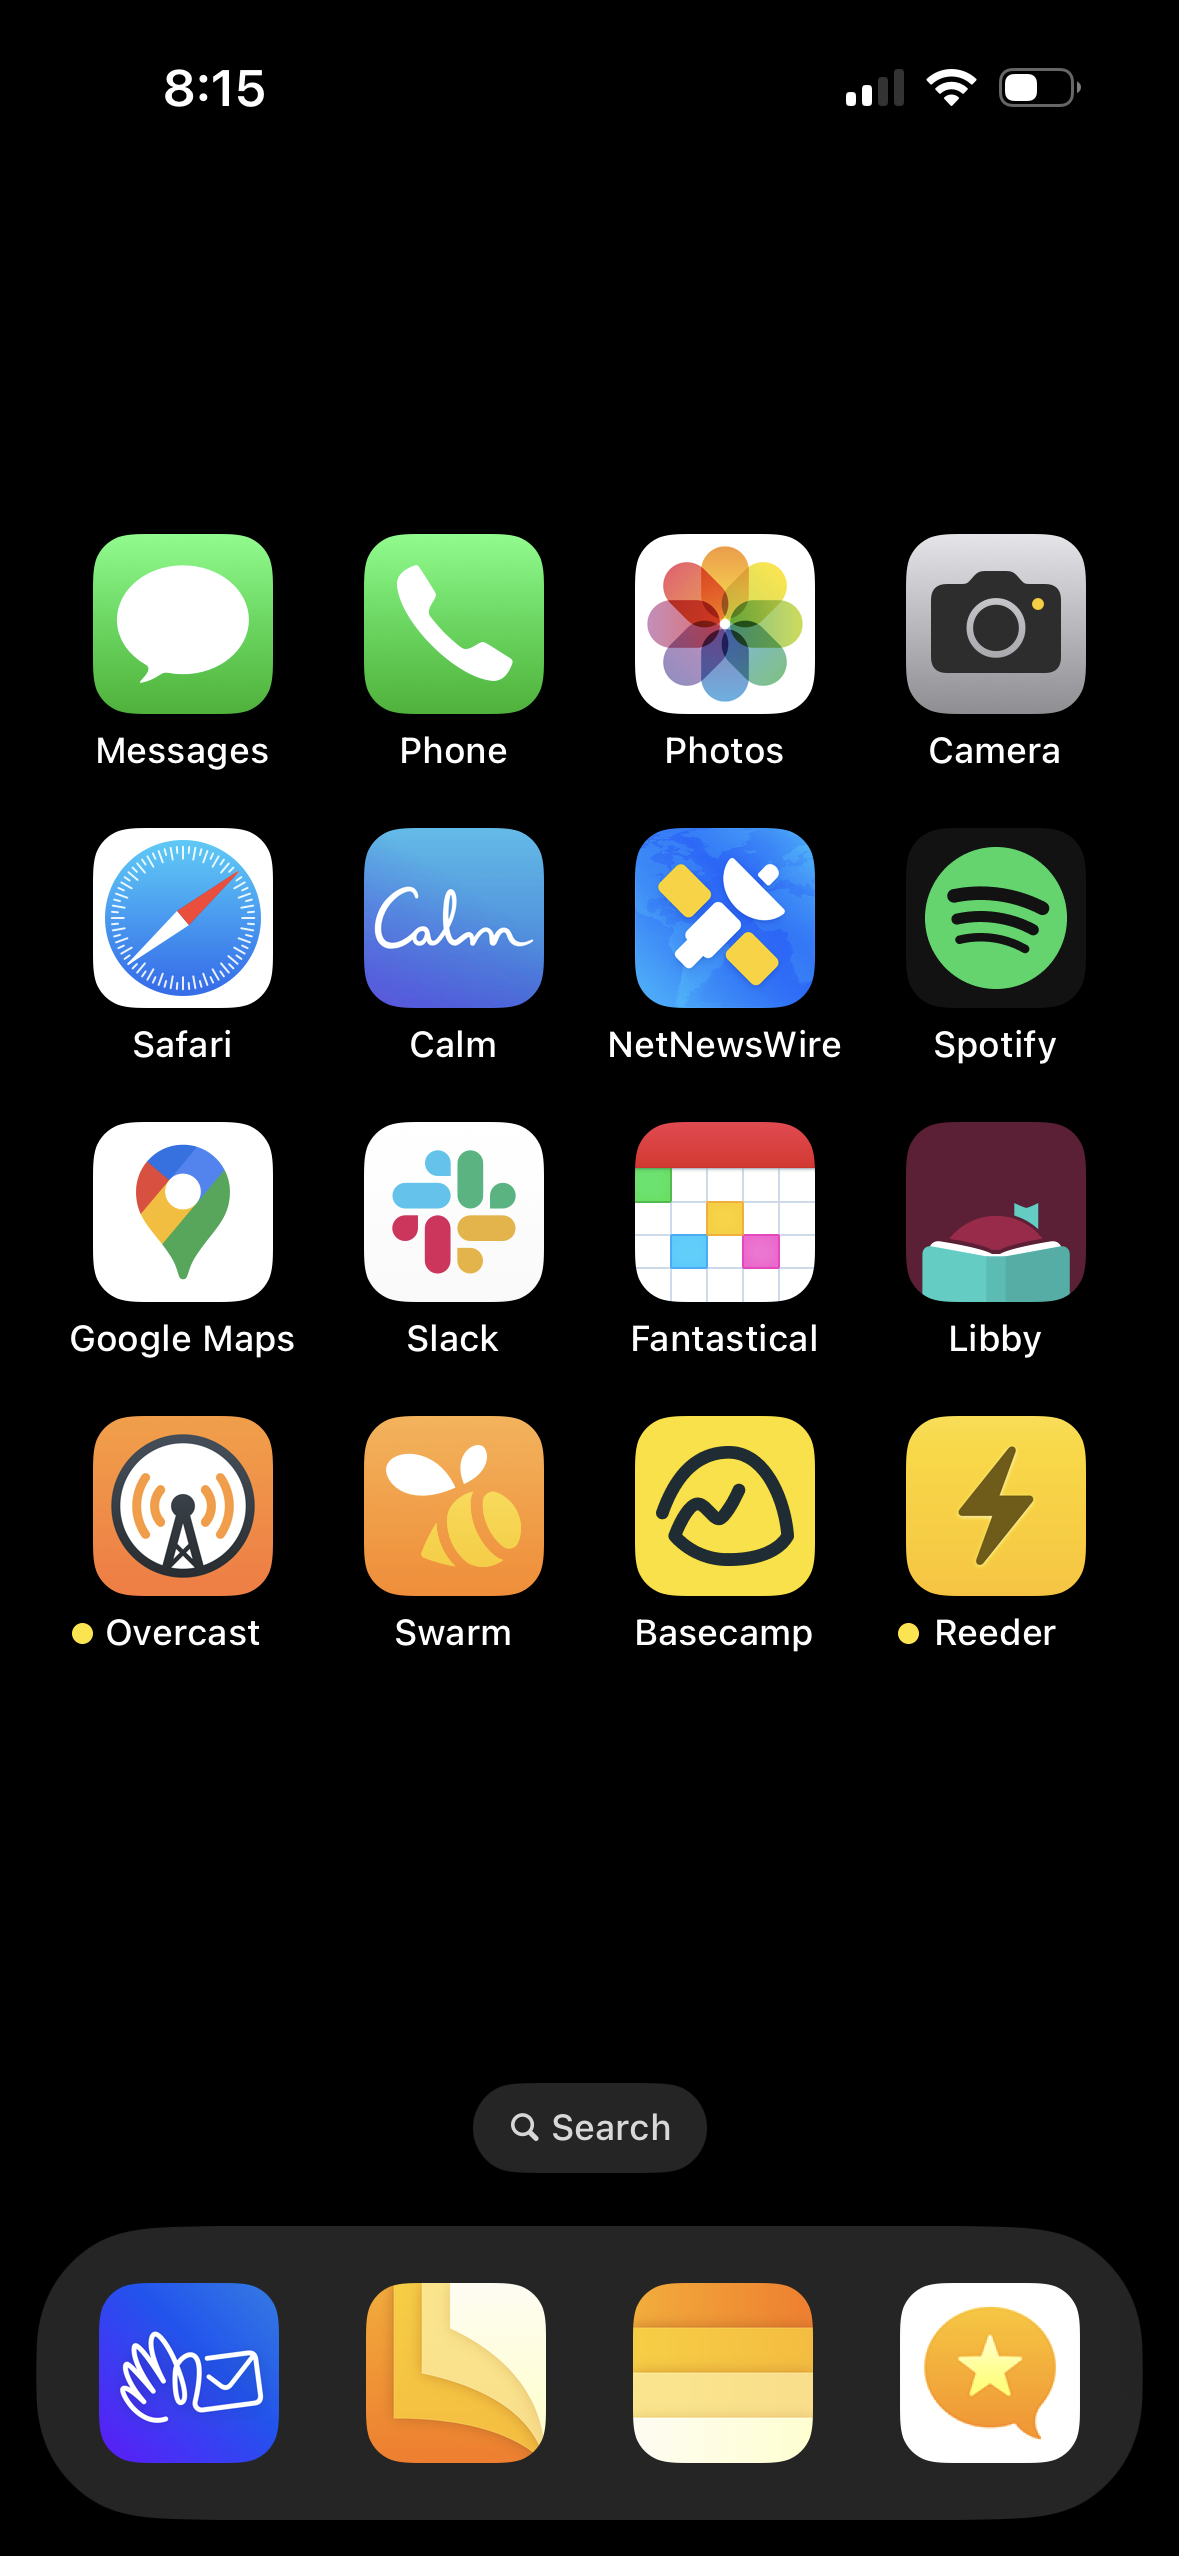 8:15
Messages Phone Photos Camera
Calm
Safari Calm NetNewsWire Spotify
Google Maps Slack Fantastical Libby
Overcast Swarm Basecamp Reeder
Search